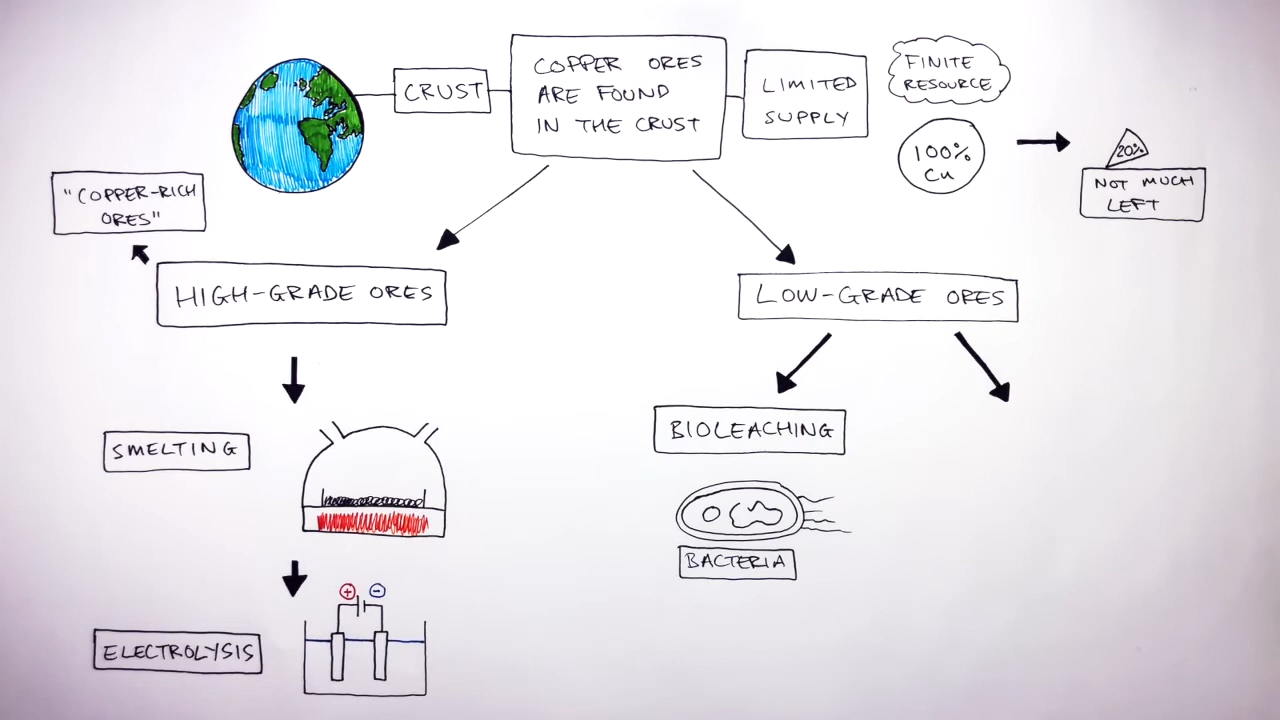 CRUST
COPPER ORES
ARE FOUND
IN THE CRUST
LIMITED
SUPPLY
FINITE
RESOURCE
100%
Cu
20%
NOT MUCH
LEFT
"COPPER-RICH
ORES"
HIGH-GRADE ORES
LOW-GRADE ORES
SMELTING
BIOLEACHING
BACTERIA
+
-
ELECTROLYSIS